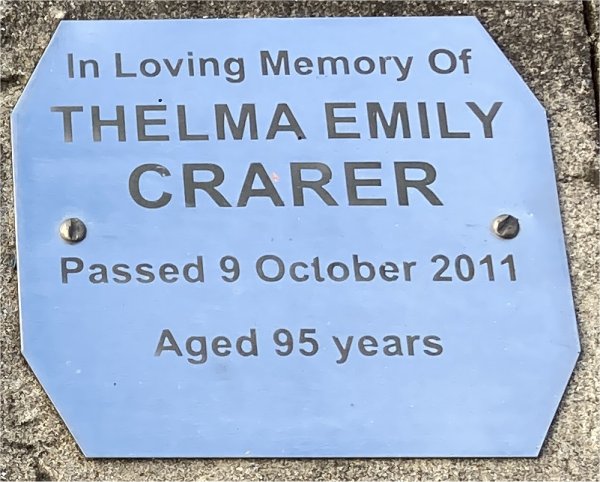 In Loving Memory Of
THELMA EMILY
CRARER
Passed 9 October 2011
Aged 95 years